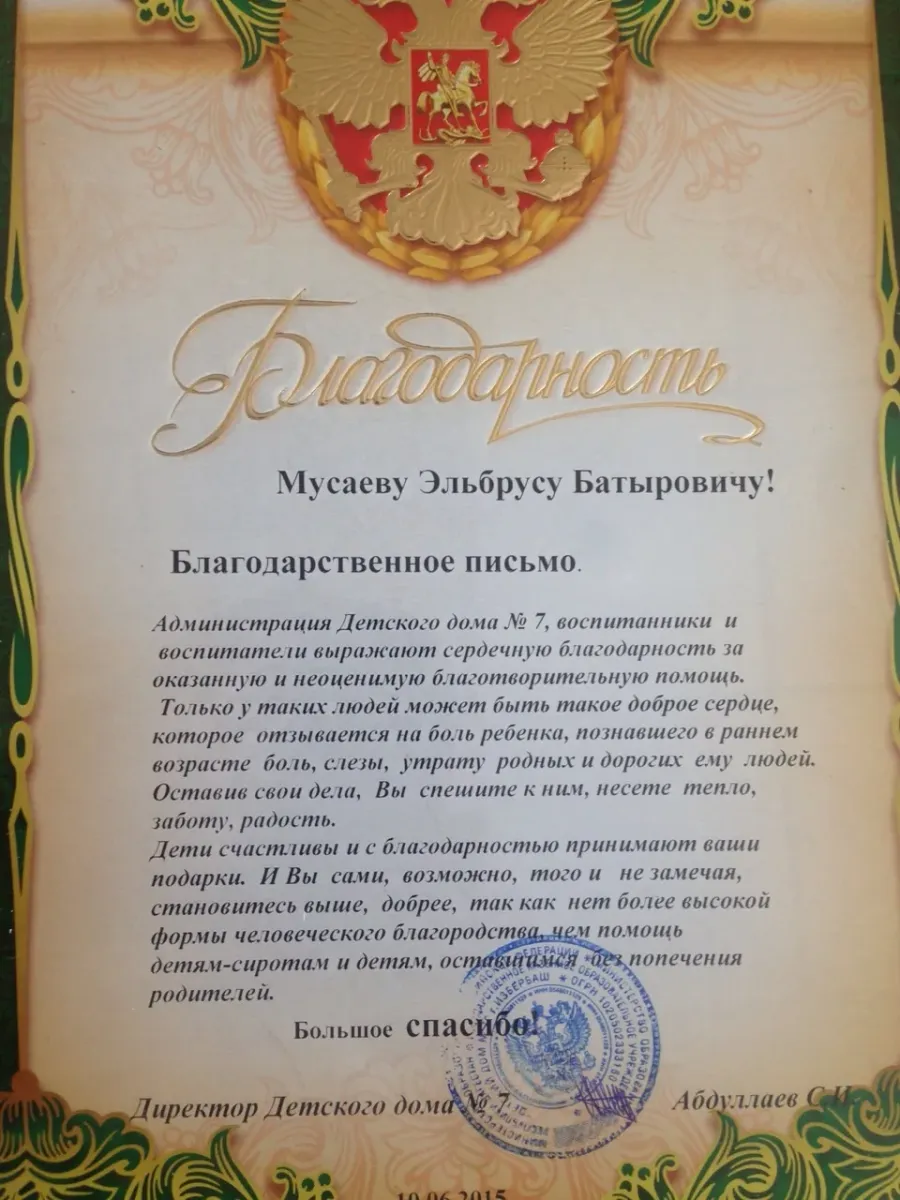 Благодарность
Мусаеву Эльбрусу Батыровичу!
Благодарственное письмо.
Администрация Детского дома № 7, воспитанники и
воспитатели выражают сердечную благодарность за
оказанную и неоценимую благотворительную помощь.
Только у таких людей может быть такое доброе сердце,
которое отзывается на боль ребенка, познавшего в раннем
возрасте боль, слезы, утрату родных и дорогих ему людей.
Оставив свои дела, Вы спешите к ним, несете тепло,
заботу, радость.
Дети счастливы и с благодарностью принимают ваши
подарки. И Вы сами, возможно, того и не замечая,
становитесь выше, добрее, так как нет более высокой
формы человеческого благородства, чем помощь
детям-сиротам и детям, оставшимся без попечения
родителей.
Большое спасибо!
Директор Детского дома № 7 Абдуллаев С.И.
10.06.2015